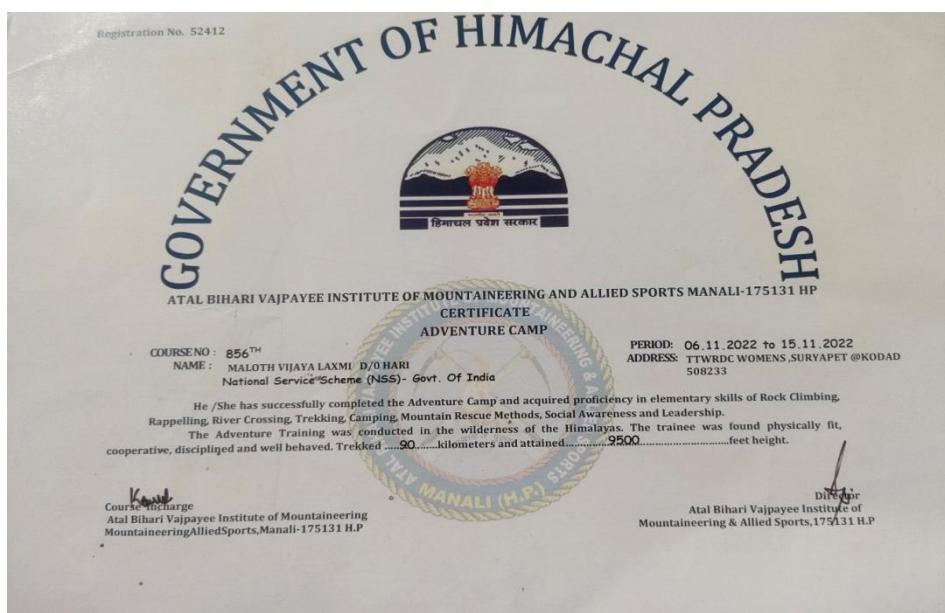 Registration No. 52412
GOVERNMENT OF HIMACHAL PRADESH
हिमाचल प्रदेश सरकार
ATAL BIHARI VAJPAYEE INSTITUTE OF MOUNTAINEERING AND ALLIED SPORTS MANALI-175131 HP
CERTIFICATE
ADVENTURE CAMP
COURSE NO : 856TH
NAME : MALOTH VIJAYA LAXMI D/0 HARI
National Service Scheme (NSS)- Govt. Of India
PERIOD: 06.11.2022 to 15.11.2022
ADDRESS: TTWRDC WOMENS ,SURYAPET @KODAD
508233
He /She has successfully completed the Adventure Camp and acquired proficiency in elementary skills of Rock Climbing,
Rappelling, River Crossing, Trekking, Camping, Mountain Rescue Methods, Social Awareness and Leadership.
The Adventure Training was conducted in the wilderness of the Himalayas. The trainee was found physically fit,
cooperative, disciplined and well behaved. Trekked .....90.......kilometers and attained..............9500.............................feet height.
MANALI (H.P.)
Course Incharge
Atal Bihari Vajpayee Institute of Mountaineering
MountaineeringAlliedSports,Manali-175131 H.P
Director
Atal Bihari Vajpayee Institute of
Mountaineering & Allied Sports,175131 H.P